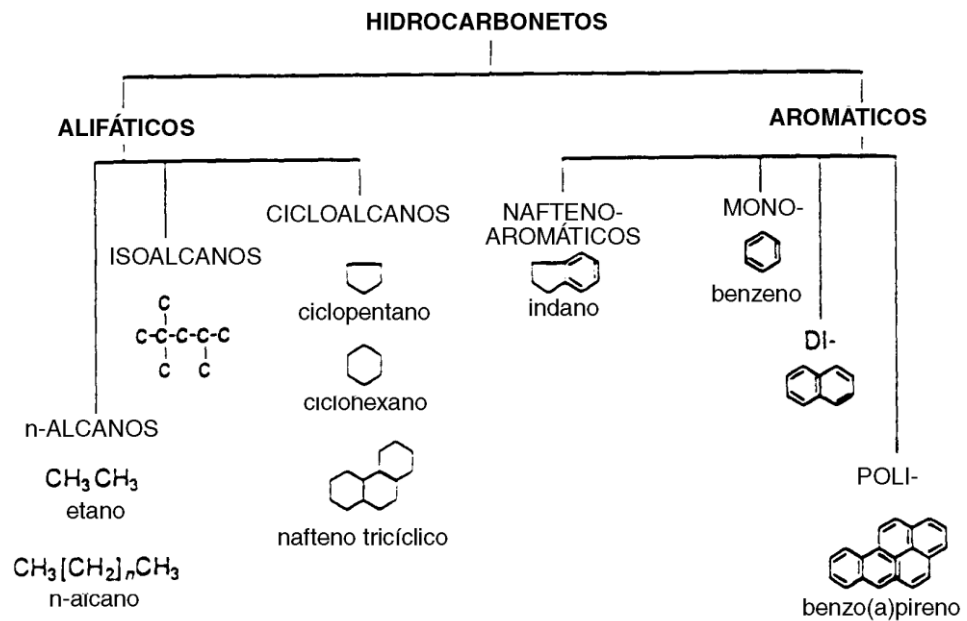 HIDROCARBONETOS
ALIFÁTICOS
AROMÁTICOS
CICLOALCANOS
NAFTENO-
AROMÁTICOS
MONO-
ISOALCANOS
ciclopentano
indano
benzeno
C
C-C-C-C-C
C C
DI-
ciclohexano
n-ALCANOS
CH₃CH₃
etano
POLI-
nafteno tricíclico
CH₃[CH₂]ₙCH₃
n-alcano
benzo(a)pireno